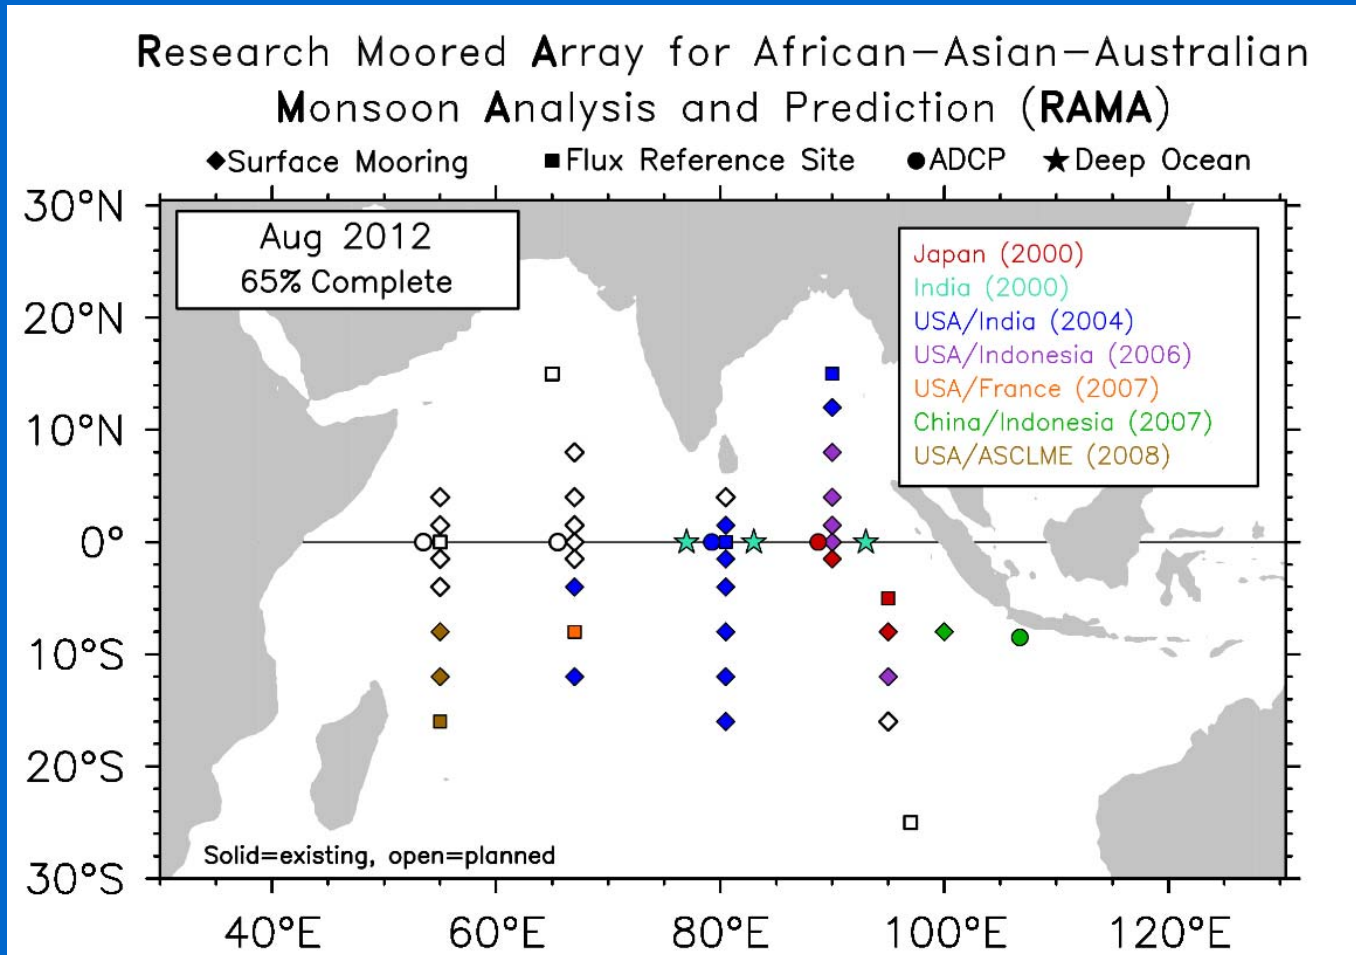 Research Moored Array for African-Asian-Australian
Monsoon Analysis and Prediction (RAMA)
◆Surface Mooring ■Flux Reference Site ●ADCP ★Deep Ocean
30°N
20°N
10°N
0°
10°S
20°S
30°S
Aug 2012
65% Complete
Japan (2000)
India (2000)
USA/India (2004)
USA/Indonesia (2006)
USA/France (2007)
China/Indonesia (2007)
USA/ASCLME (2008)
Solid=existing, open=planned
40°E 60°E 80°E 100°E 120°E